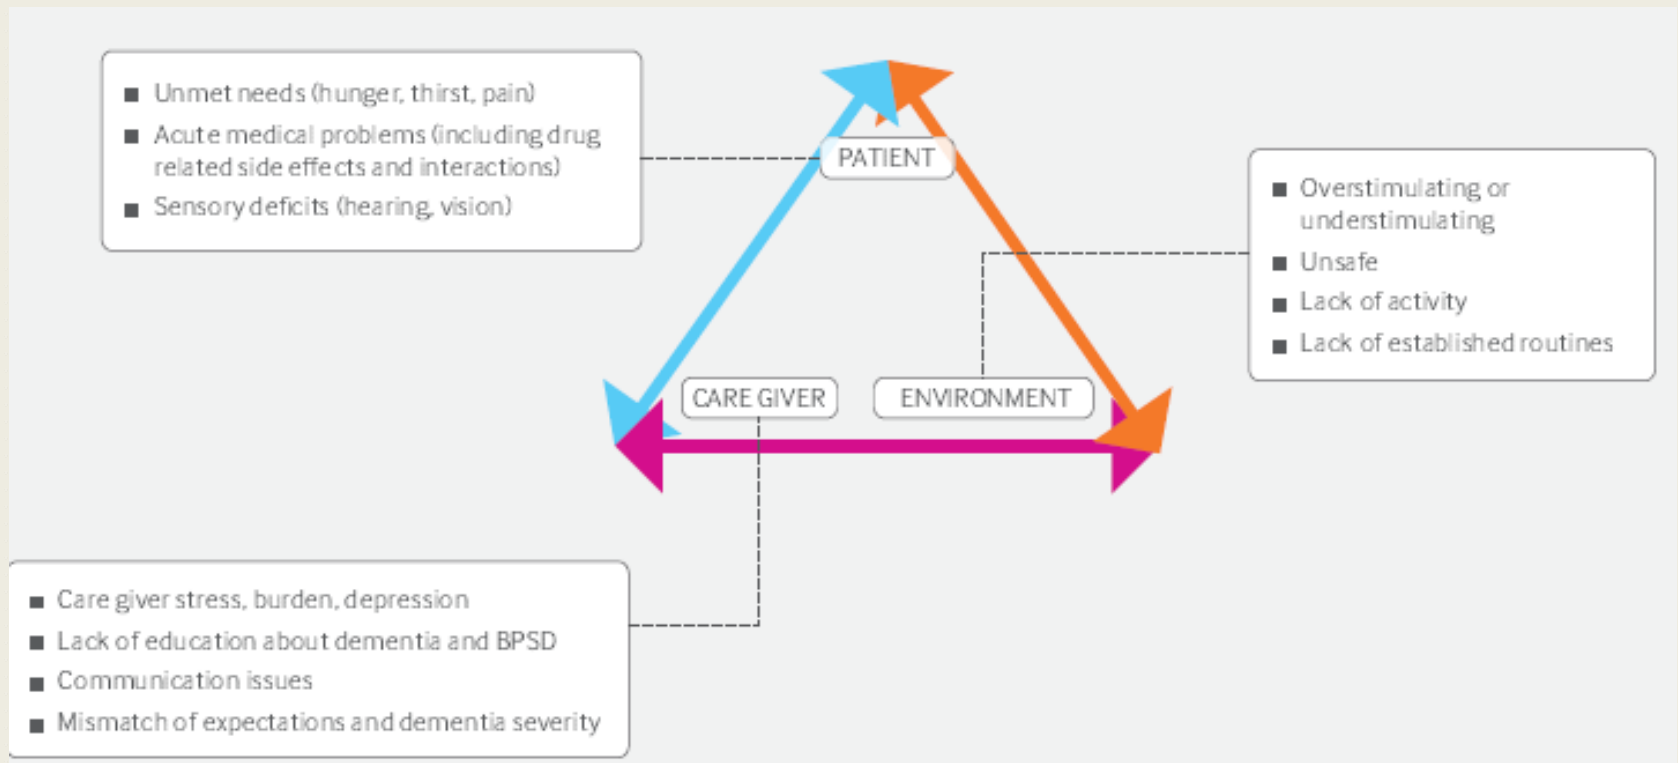 ■ Unmet needs (hunger, thirst, pain)
■ Acute medical problems (including drug
related side effects and interactions)
■ Sensory deficits (hearing, vision)
PATIENT
■ Overstimulating or
understimulating
■ Unsafe
■ Lack of activity
■ Lack of established routines
CARE GIVER
ENVIRONMENT
■ Care giver stress, burden, depression
■ Lack of education about dementia and BPSD
■ Communication issues
■ Mismatch of expectations and dementia severity